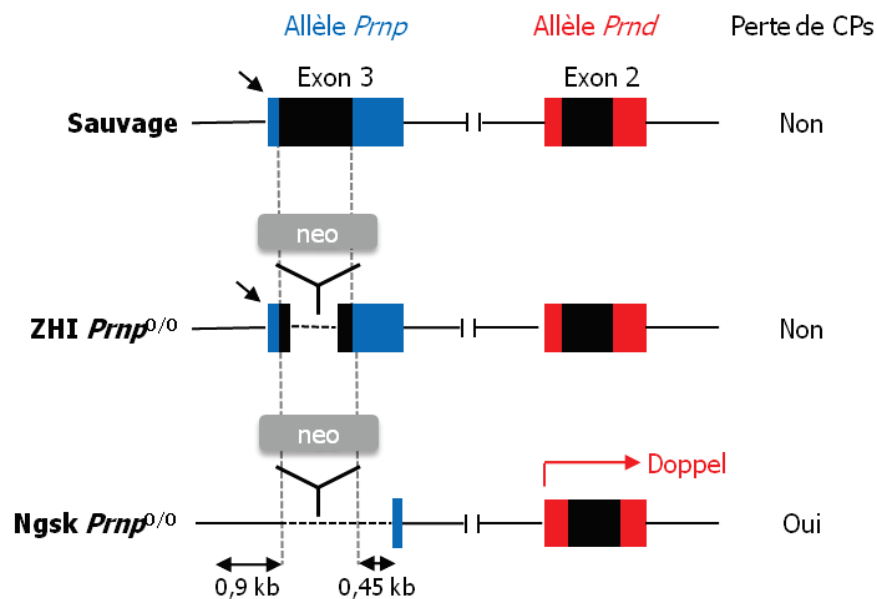 Allèle Prnp Allèle Prnd Perte de CPs
Exon 3 Exon 2
Sauvage Non
neo
ZHI Prnp0/0 Non
neo
Doppel
Ngsk Prnp0/0 Oui
0,9 kb 0,45 kb